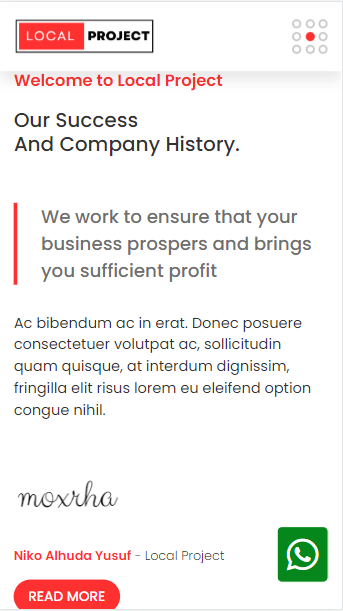 LOCAL PROJECT
Welcome to Local Project
Our Success
And Company History.
We work to ensure that your
business prospers and brings
you sufficient profit
Ac bibendum ac in erat. Donec posuere
consectetuer volutpat ac, sollicitudin
quam quisque, at interdum dignissim,
fringilla elit risus lorem eu eleifend option
congue nihil.
moxrha
Niko Alhuda Yusuf - Local Project
READ MORE